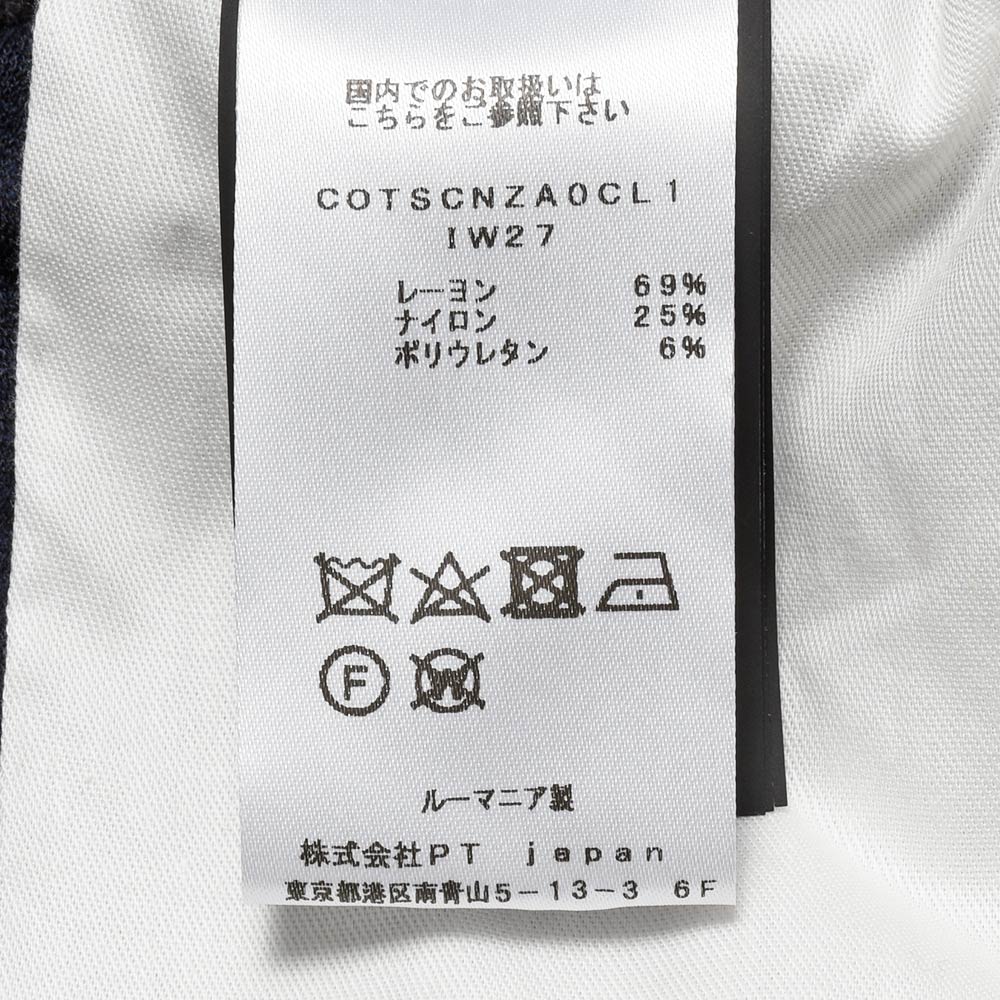 国内でのお取扱いは
こちらをご参照下さい
COTSCNZA0CL1
IW27
レーヨン 69%
ナイロン 25%
ポリウレタン 6%
F W
ルーマニア製
株式会社PT japan
東京都港区南青山5-13-3 6F